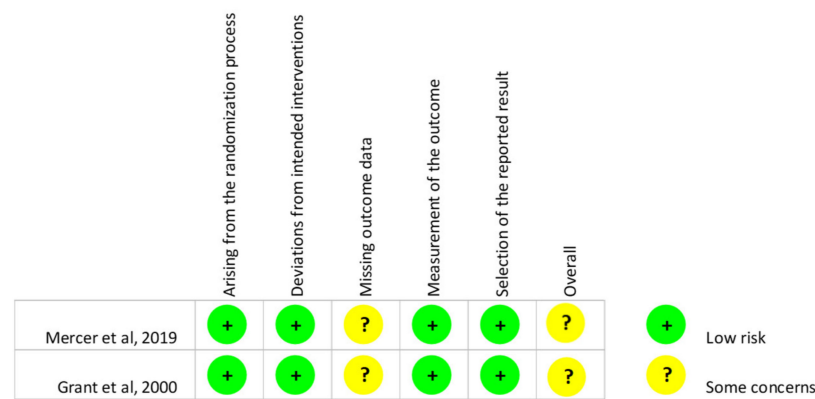 Arising from the randomization process
Deviations from intended interventions
Missing outcome data
Measurement of the outcome
Selection of the reported result
Overall
Mercer et al, 2019 + + ? + + ? + Low risk
Grant et al, 2000 + + ? + + ? ? Some concerns